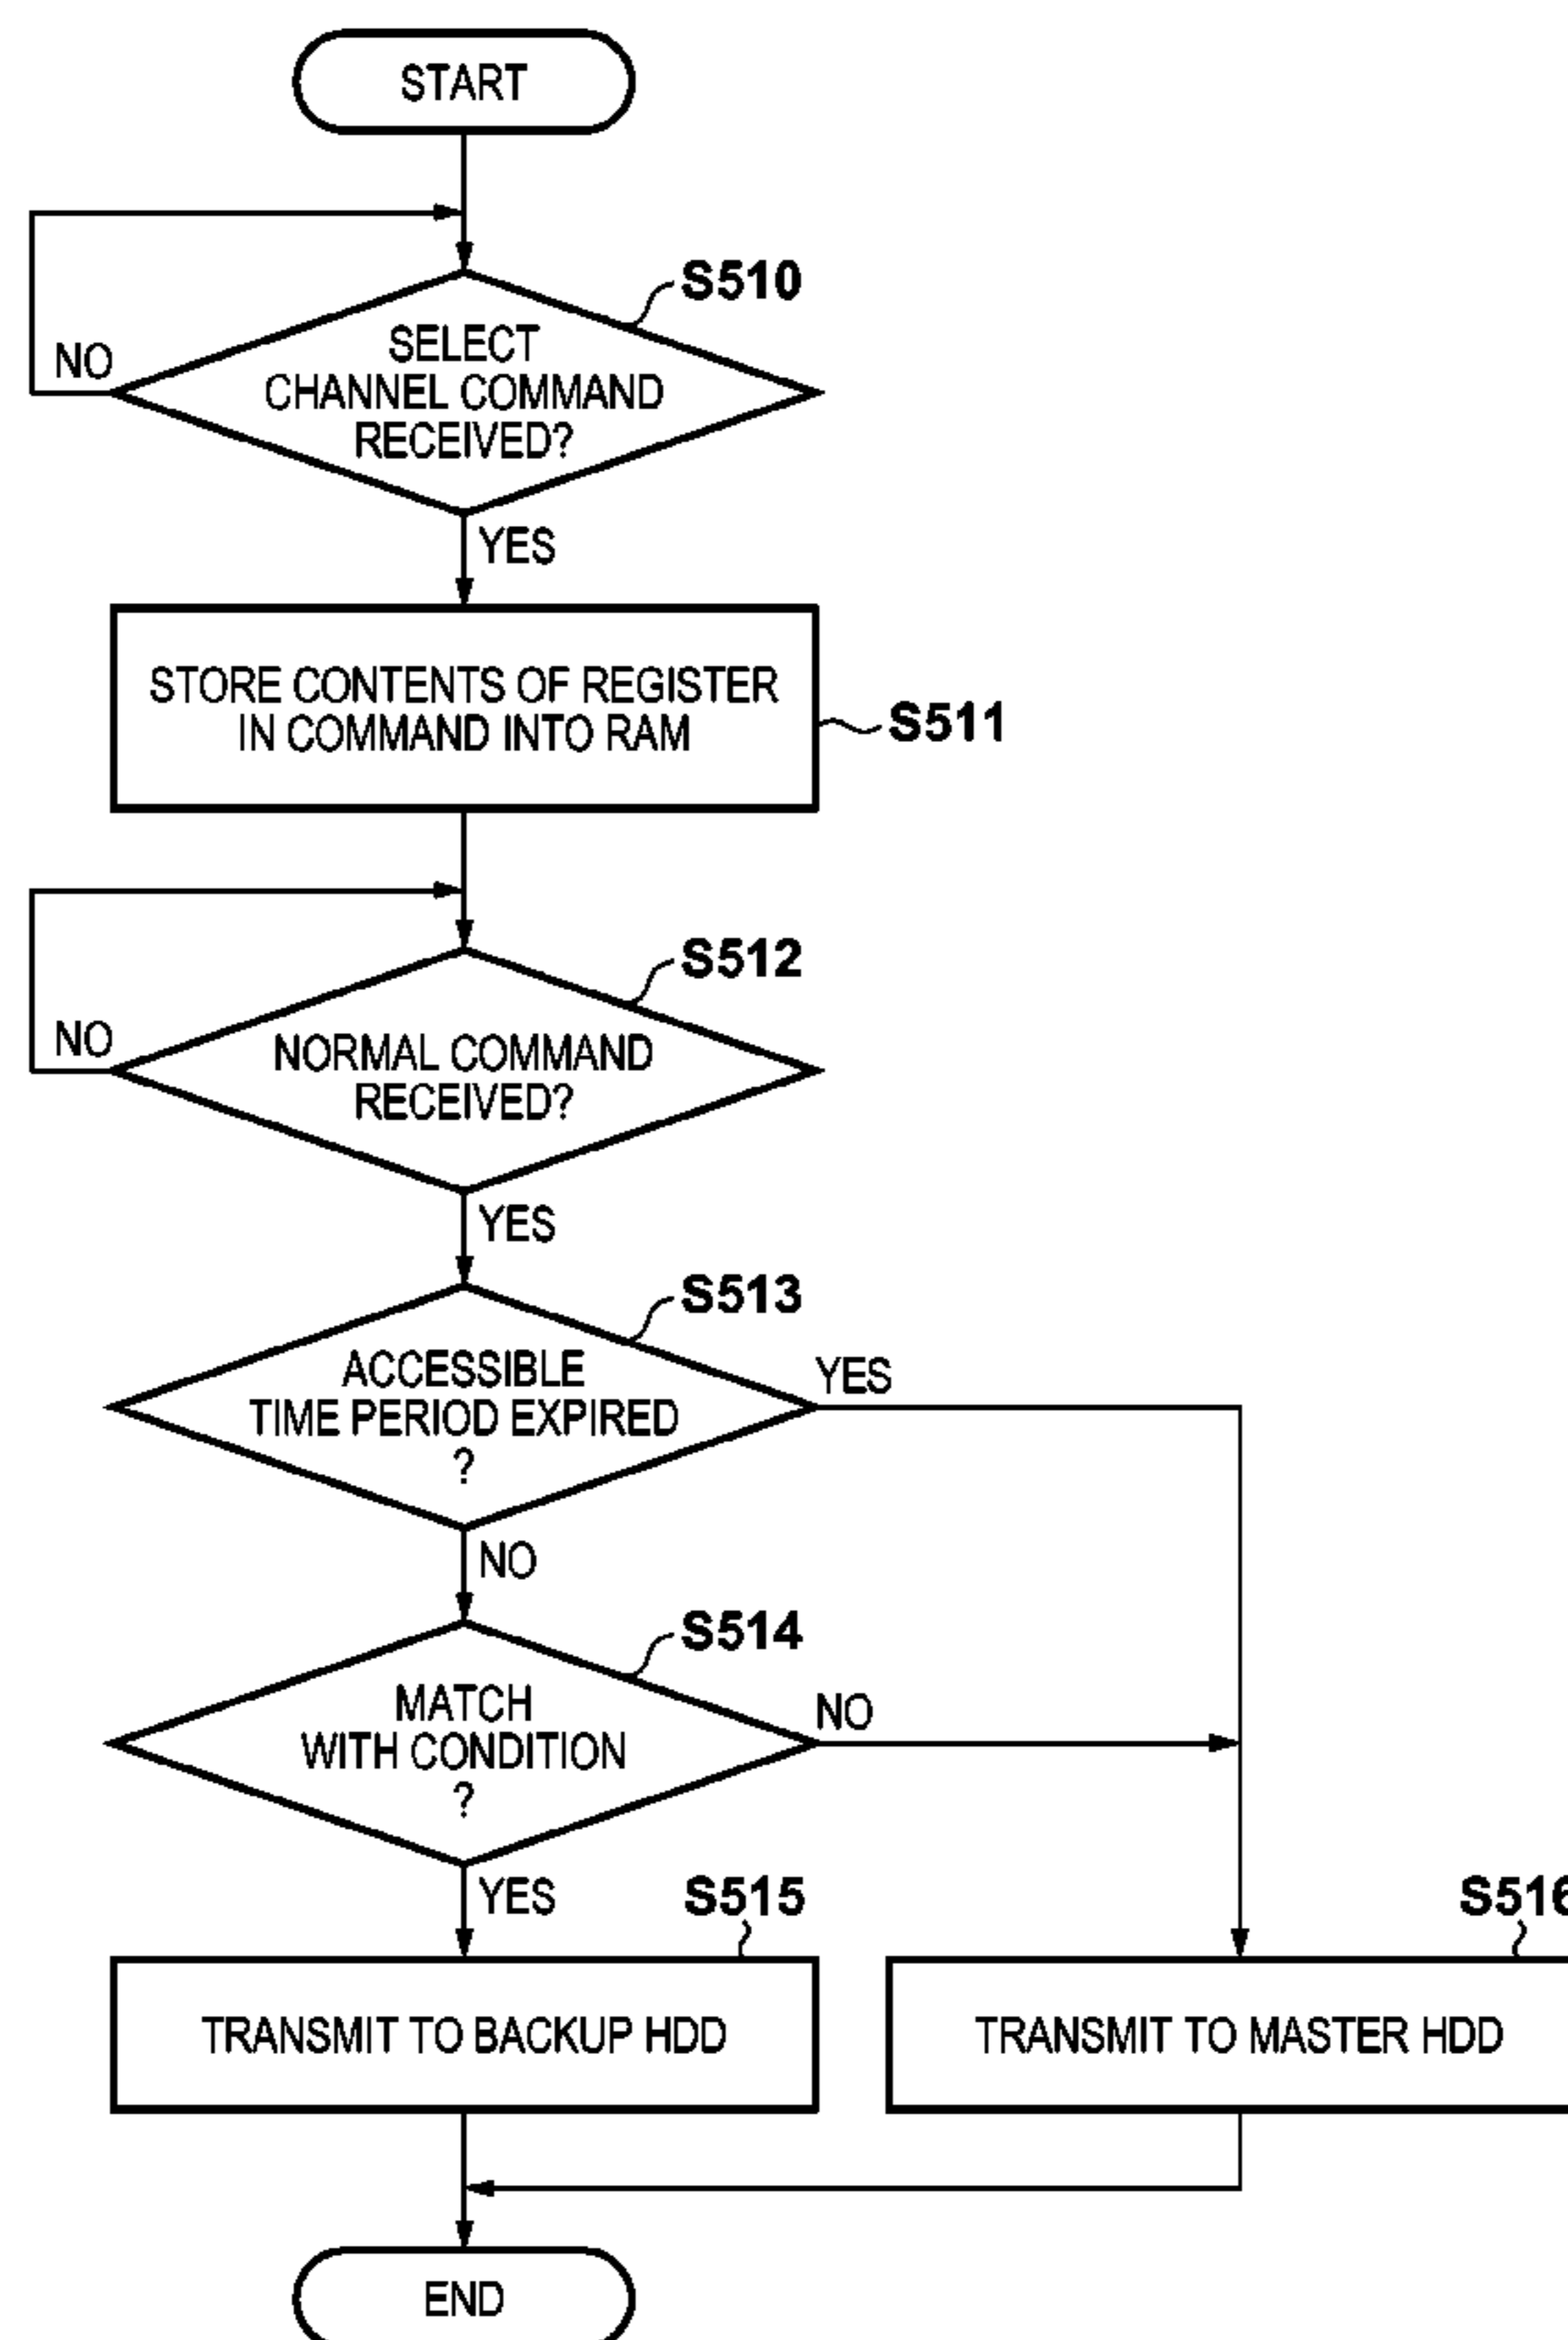 START
S510
SELECT
CHANNEL COMMAND
RECEIVED?
NO
YES
STORE CONTENTS OF REGISTER
IN COMMAND INTO RAM
S511
S512
NORMAL COMMAND
RECEIVED?
NO
YES
S513
ACCESSIBLE
TIME PERIOD EXPIRED
?
YES
NO
S514
MATCH
WITH CONDITION
?
NO
YES
S515
S516
TRANSMIT TO BACKUP HDD
TRANSMIT TO MASTER HDD
END